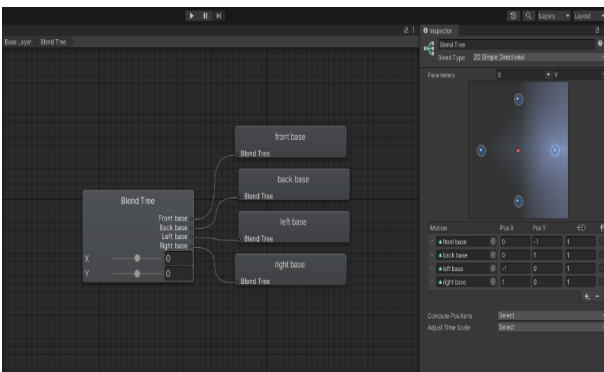 Layers Layout
Inspector
Base Layer Blend Tree
Blend Tree
Blend Type 2D Simple Directional
Parameters X Y
front base
Blend Tree
back base
Blend Tree
left base
Blend Tree
right base
Blend Tree
Blend Tree
Front base
Back base
Left base
Right base
X 0
Y 0
Motion Pos X Pos Y
front base 0 -1 1
back base 0 1 1
left base -1 0 1
right base 1 0 1
+ -
Compute Positions Select
Adjust Time Scale Select